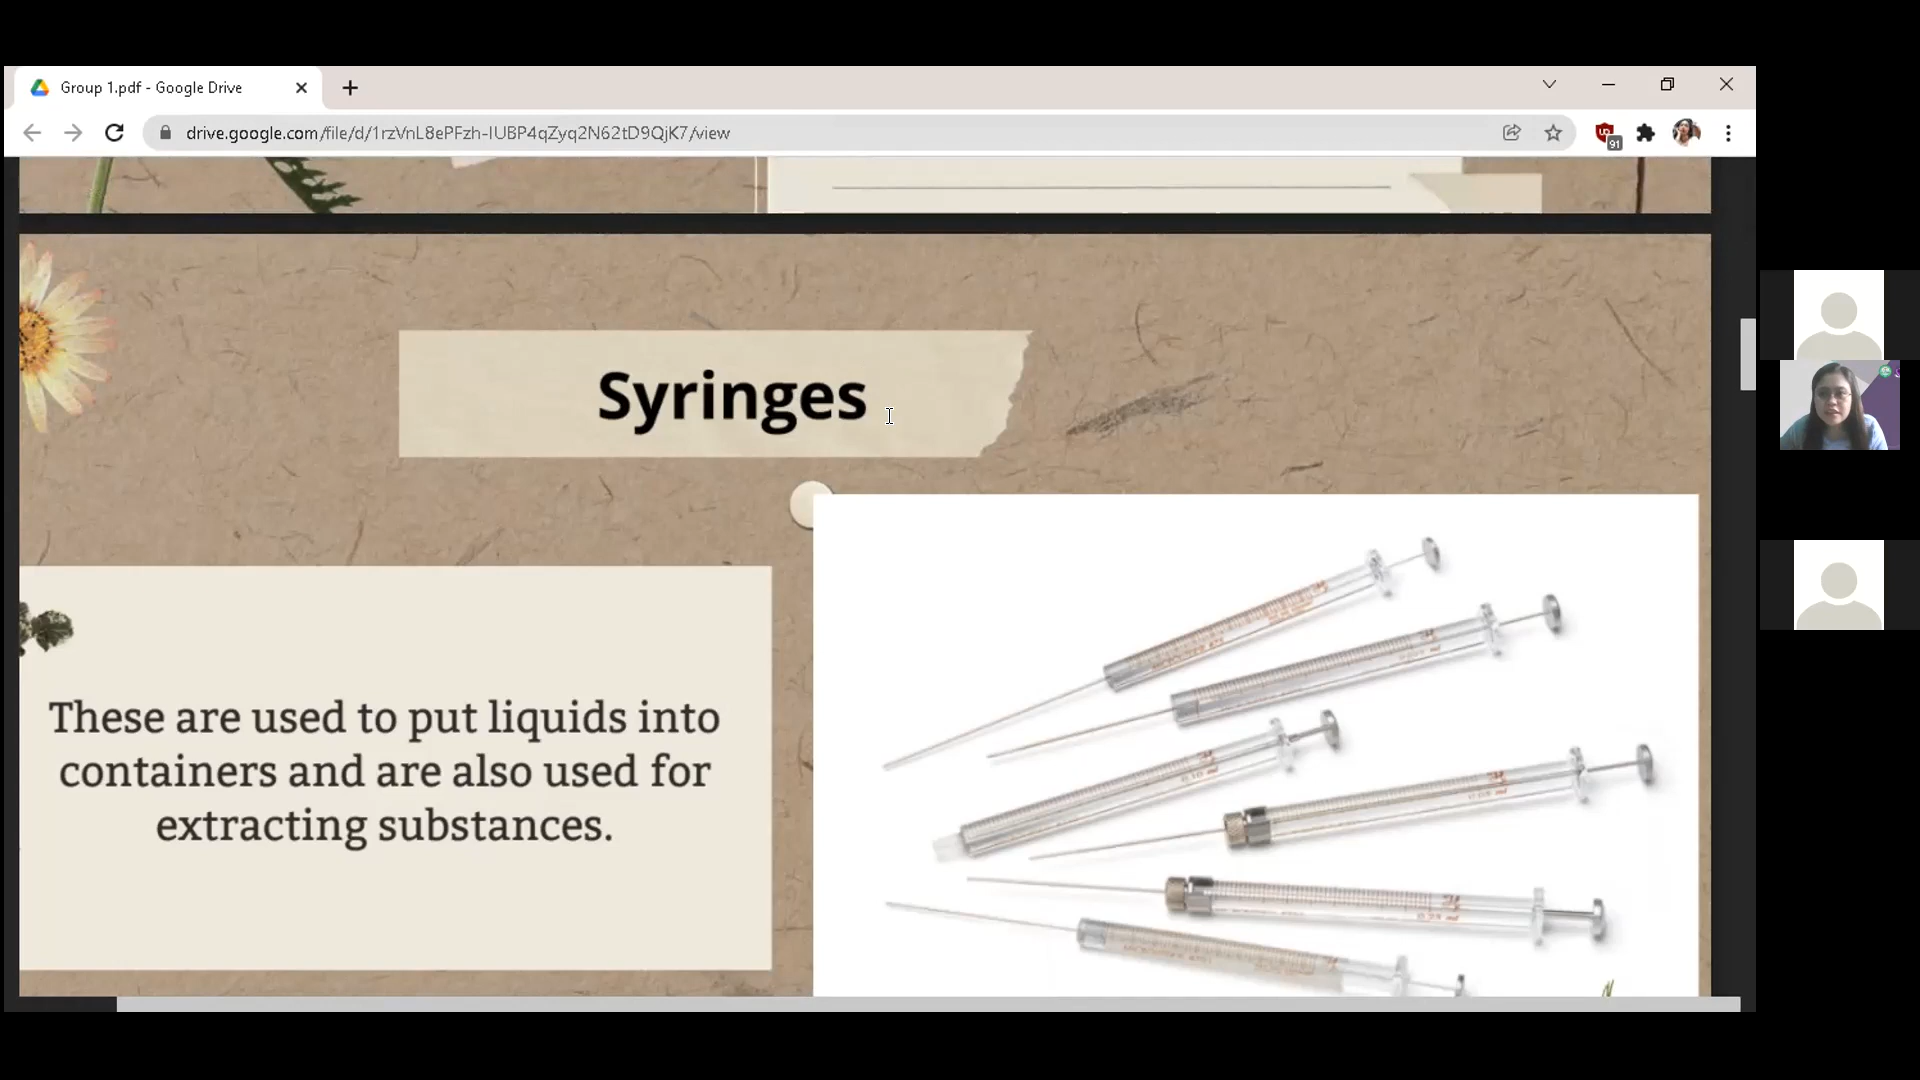 Group 1.pdf - Google Drive
drive.google.com/file/d/1rzVnL8ePFzh-IUBP4qZyq2N62tD9QjK7/view
91
Syringes
These are used to put liquids into
containers and are also used for
extracting substances.